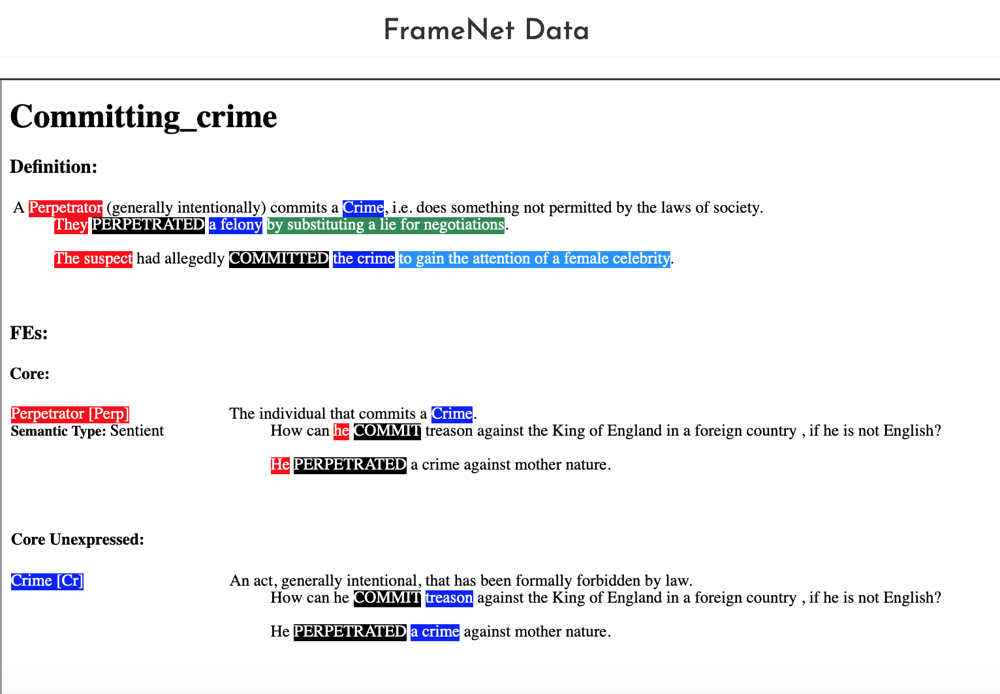 FrameNet Data
Committing_crime
Definition:
A Perpetrator (generally intentionally) commits a Crime, i.e. does something not permitted by the laws of society.
They PERPETRATED a felony by substituting a lie for negotiations.
The suspect had allegedly COMMITTED the crime to gain the attention of a female celebrity.
FEs:
Core:
Perpetrator [Perp] The individual that commits a Crime.
Semantic Type: Sentient How can he COMMIT treason against the King of England in a foreign country , if he is not English?
He PERPETRATED a crime against mother nature.
Core Unexpressed:
Crime [Cr] An act, generally intentional, that has been formally forbidden by law.
How can he COMMIT treason against the King of England in a foreign country , if he is not English?
He PERPETRATED a crime against mother nature.